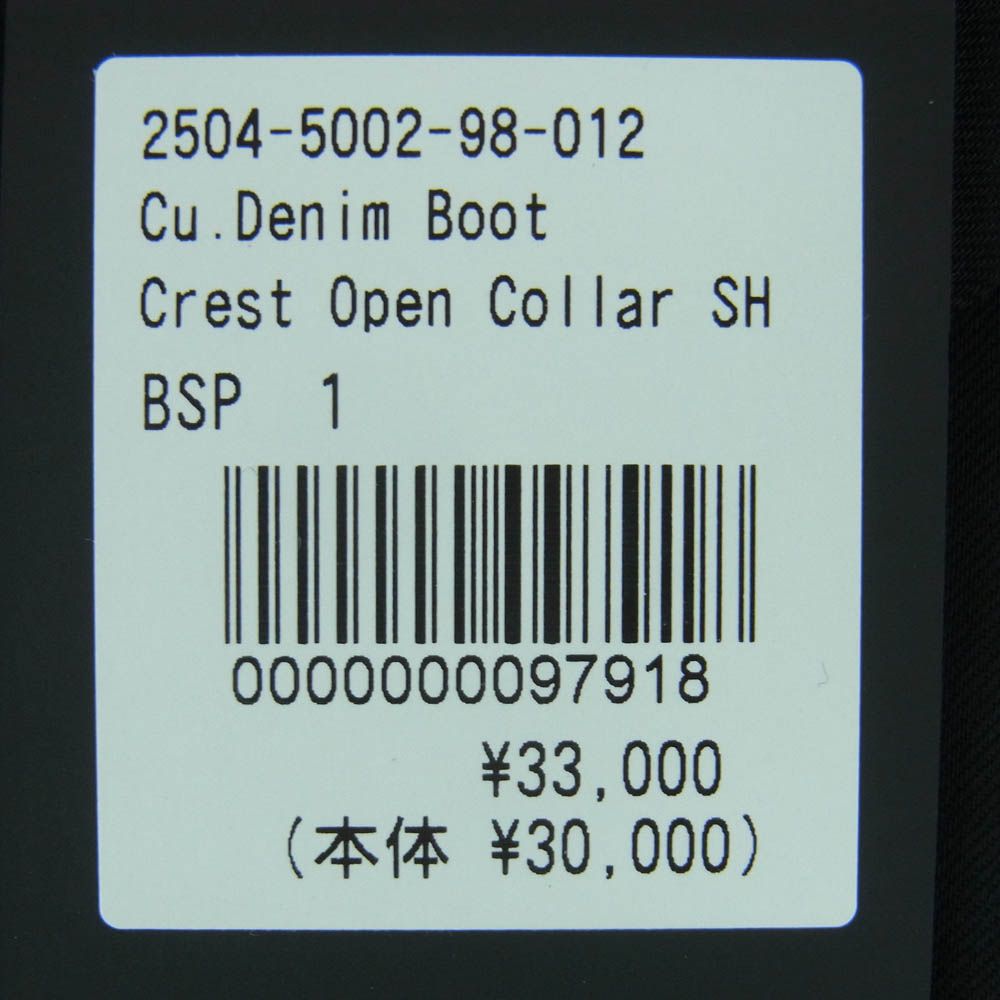 2504-5002-98-012
Cu.Denim Boot
Crest Open Collar SH
BSP 1
0000000097918
¥33,000
(本体 ¥30,000)